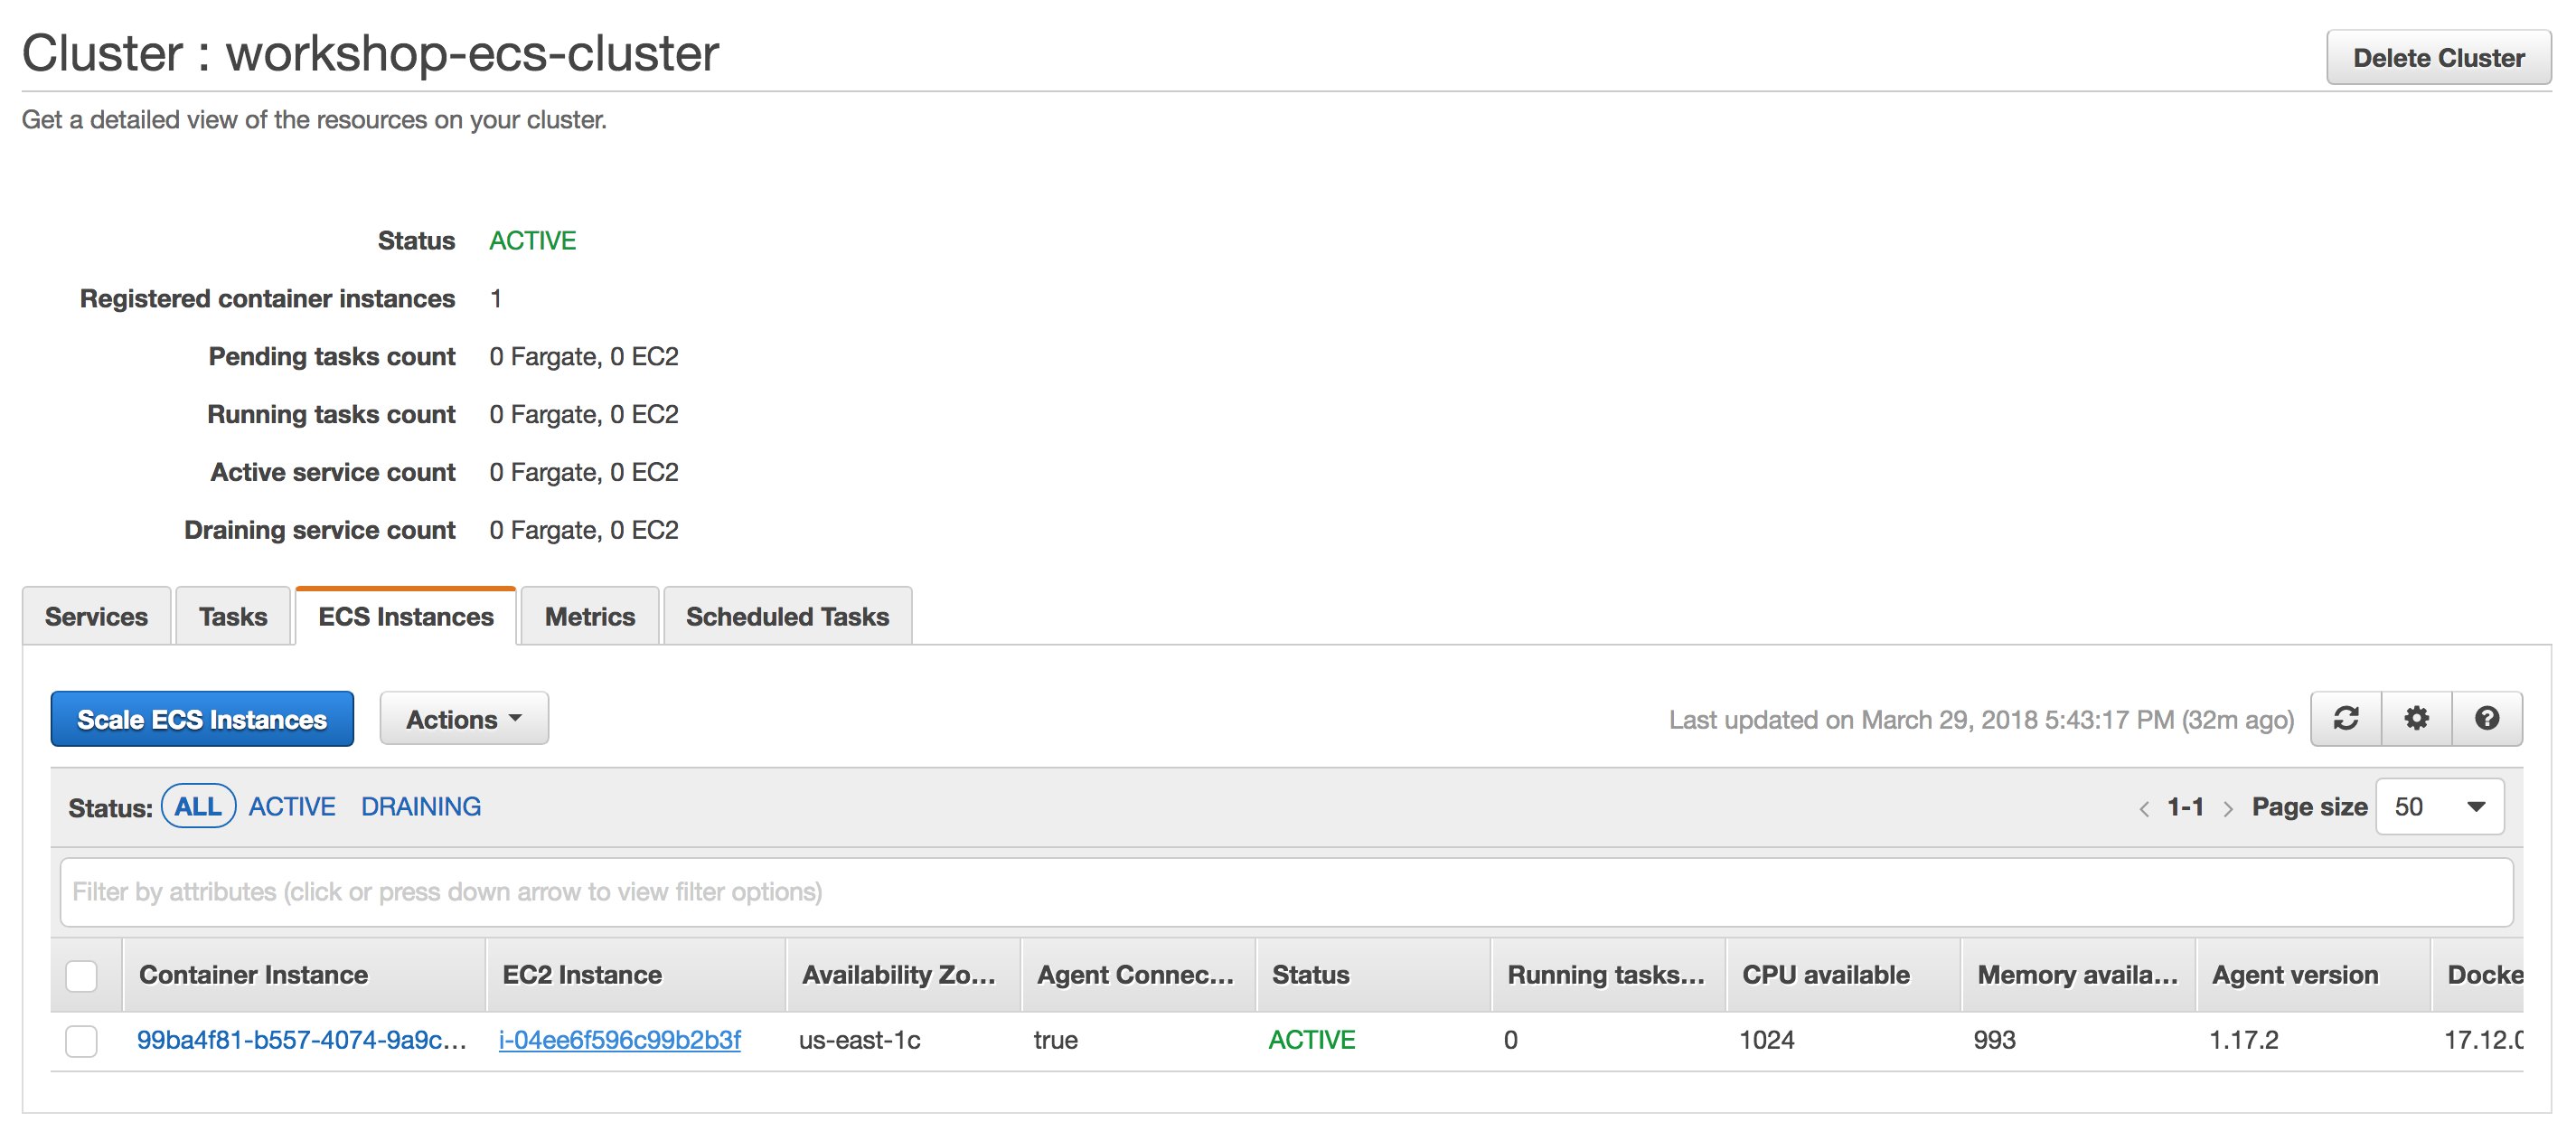 Cluster : workshop-ecs-cluster
Delete Cluster
Get a detailed view of the resources on your cluster.
Status ACTIVE
Registered container instances 1
Pending tasks count 0 Fargate, 0 EC2
Running tasks count 0 Fargate, 0 EC2
Active service count 0 Fargate, 0 EC2
Draining service count 0 Fargate, 0 EC2
Services Tasks ECS Instances Metrics Scheduled Tasks
Scale ECS Instances Actions Last updated on March 29, 2018 5:43:17 PM (32m ago)
Status: ALL ACTIVE DRAINING 1-1 Page size 50
Filter by attributes (click or press down arrow to view filter options)
Container Instance EC2 Instance Availability Zo... Agent Connec... Status Running tasks... CPU available Memory availa... Agent version Docke
99ba4f81-b557-4074-9a9c... i-04ee6f596c99b2b3f us-east-1c true ACTIVE 0 1024 993 1.17.2 17.12.0